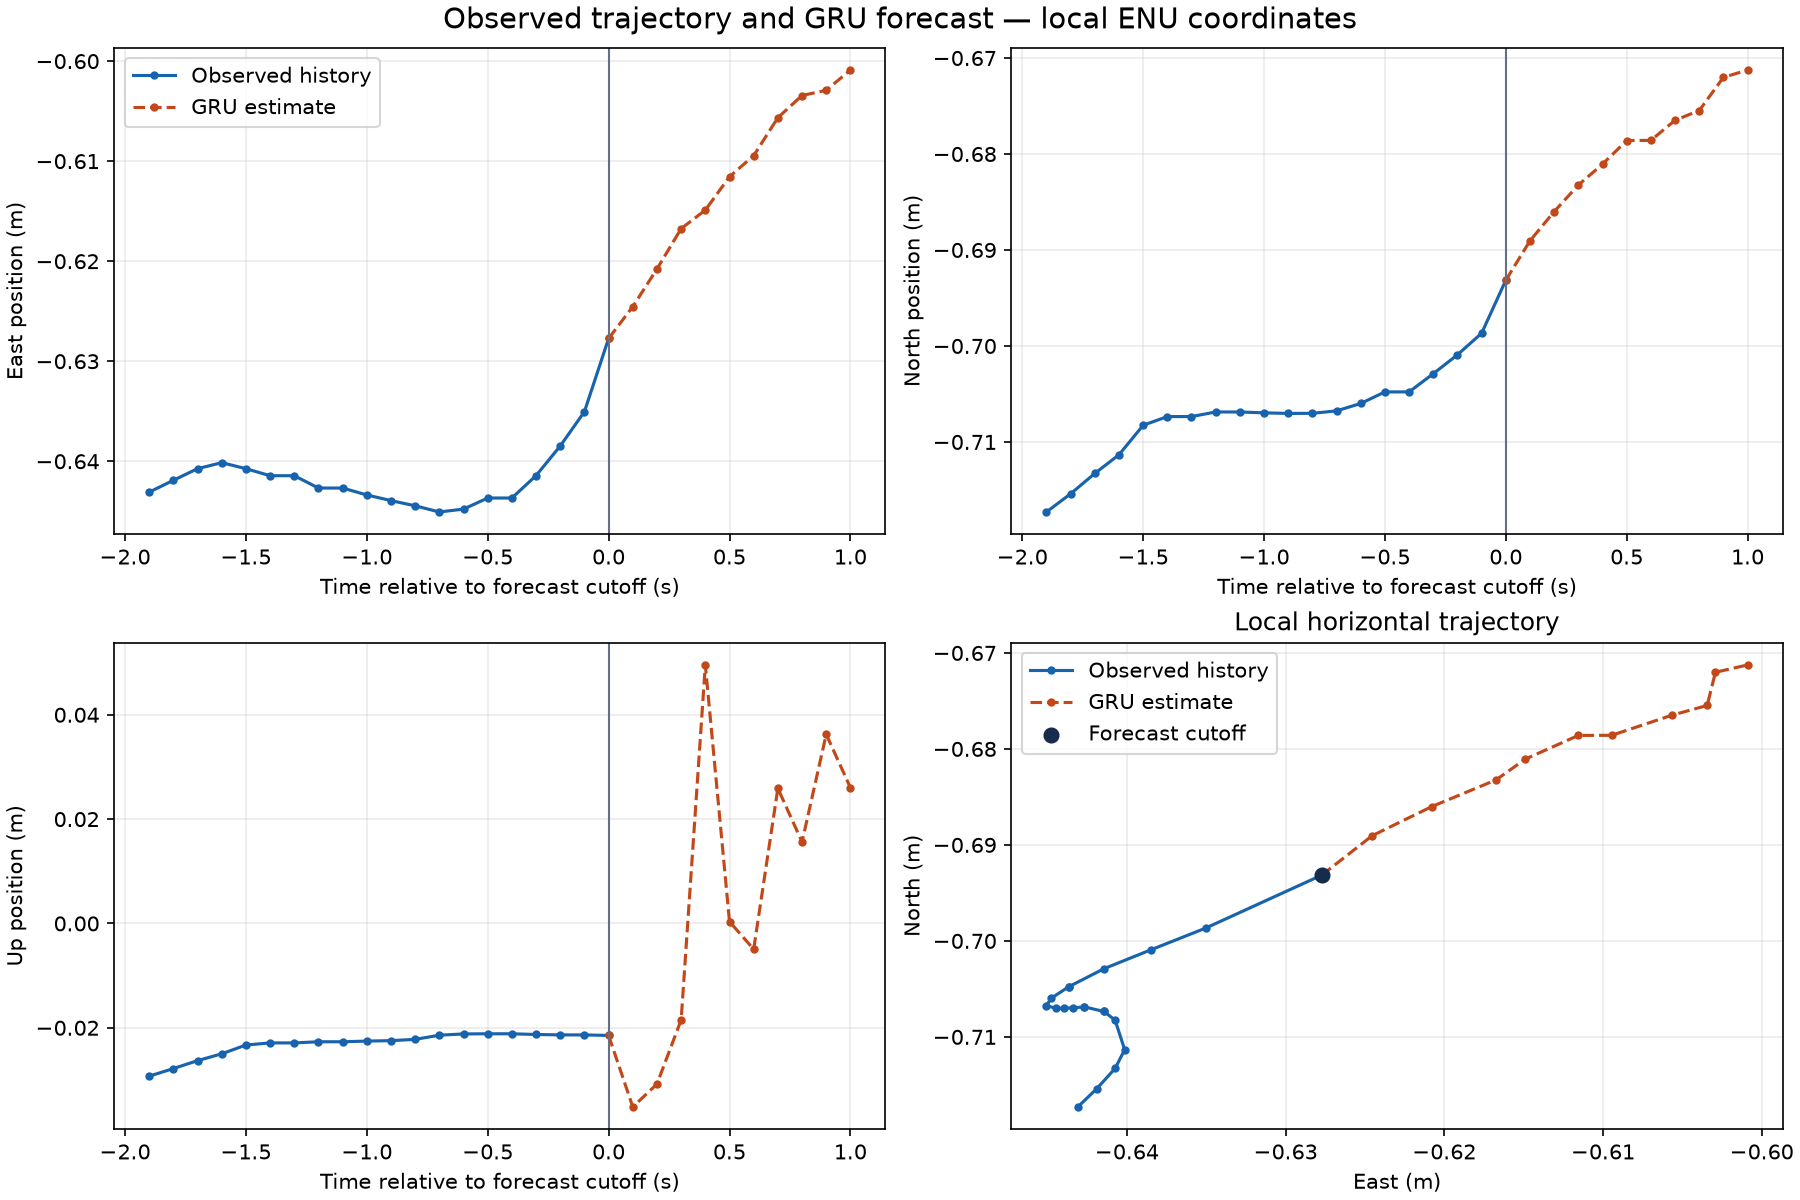 Observed trajectory and GRU forecast — local ENU coordinates
Observed history
GRU estimate
−0.60
−0.61
−0.62
−0.63
−0.64
East position (m)
−2.0 −1.5 −1.0 −0.5 0.0 0.5 1.0
Time relative to forecast cutoff (s)
−0.67
−0.68
−0.69
−0.70
−0.71
North position (m)
−2.0 −1.5 −1.0 −0.5 0.0 0.5 1.0
Time relative to forecast cutoff (s)
0.04
0.02
0.00
−0.02
Up position (m)
−2.0 −1.5 −1.0 −0.5 0.0 0.5 1.0
Time relative to forecast cutoff (s)
Local horizontal trajectory
Observed history
GRU estimate
Forecast cutoff
−0.67
−0.68
−0.69
−0.70
−0.71
North (m)
−0.64 −0.63 −0.62 −0.61 −0.60
East (m)